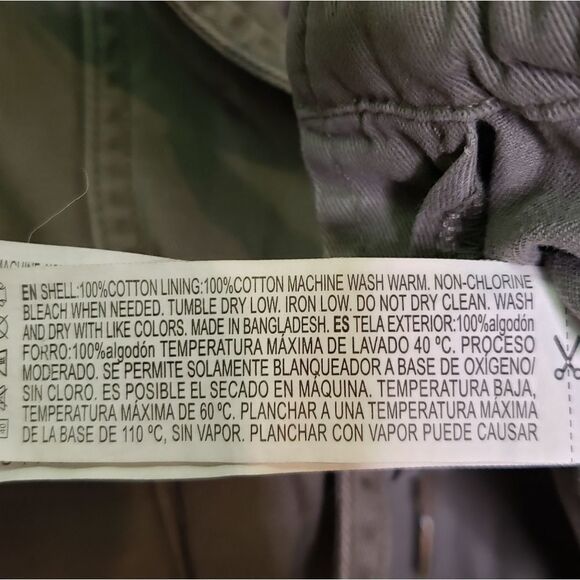 EN SHELL:100%COTTON LINING:100%COTTON MACHINE WASH WARM. NON-CHLORINE
BLEACH WHEN NEEDED. TUMBLE DRY LOW. IRON LOW. DO NOT DRY CLEAN. WASH
AND DRY WITH LIKE COLORS. MADE IN BANGLADESH. ES TELA EXTERIOR:100%algodón
FORRO:100%algodón TEMPERATURA MÁXIMA DE LAVADO 40 ºC. PROCESO
MODERADO. SE PERMITE SOLAMENTE BLANQUEADOR A BASE DE OXÍGENO/
SIN CLORO. ES POSIBLE EL SECADO EN MÁQUINA. TEMPERATURA BAJA,
TEMPERATURA MÁXIMA DE 60 ºC. PLANCHAR A UNA TEMPERATURA MÁXIMA
DE LA BASE DE 110 ºC, SIN VAPOR. PLANCHAR CON VAPOR PUEDE CAUSAR